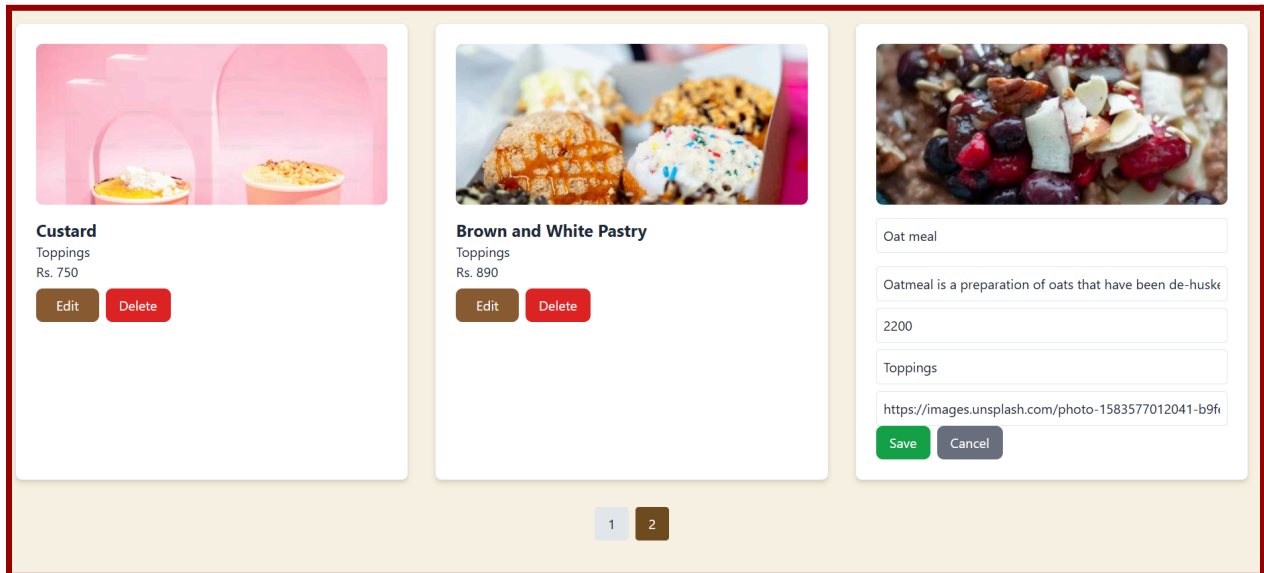 Custard
Toppings
Rs. 750
Edit Delete
Brown and White Pastry
Toppings
Rs. 890
Edit Delete
Oat meal
Oatmeal is a preparation of oats that have been de-huske
2200
Toppings
https://images.unsplash.com/photo-1583577012041-b9fe
Save Cancel
1 2